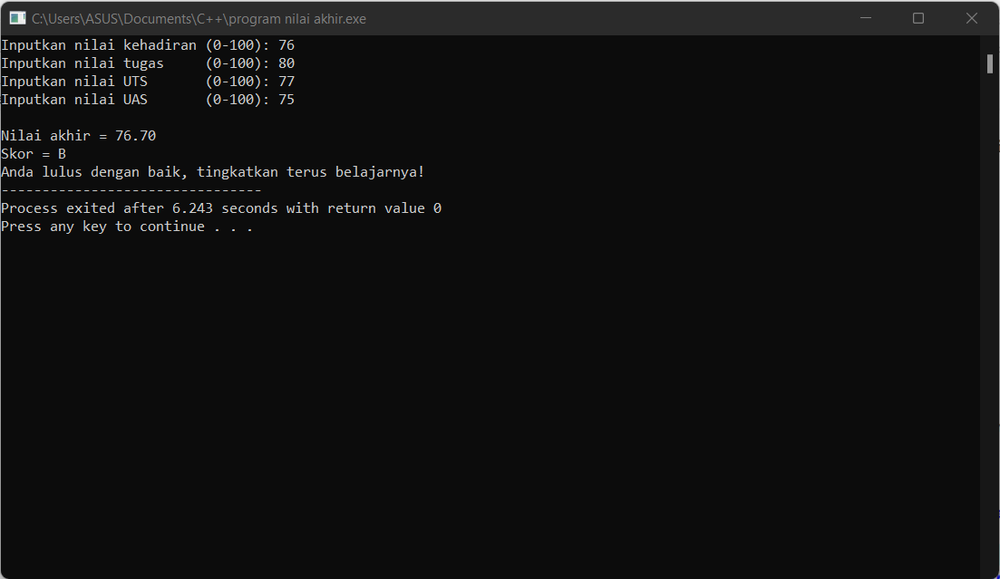 C:\Users\ASUS\Documents\C++\program nilai akhir.exe
Inputkan nilai kehadiran (0-100): 76
Inputkan nilai tugas     (0-100): 80
Inputkan nilai UTS       (0-100): 77
Inputkan nilai UAS       (0-100): 75
Nilai akhir = 76.70
Skor = B
Anda lulus dengan baik, tingkatkan terus belajarnya!
--------------------------------
Process exited after 6.243 seconds with return value 0
Press any key to continue . . .